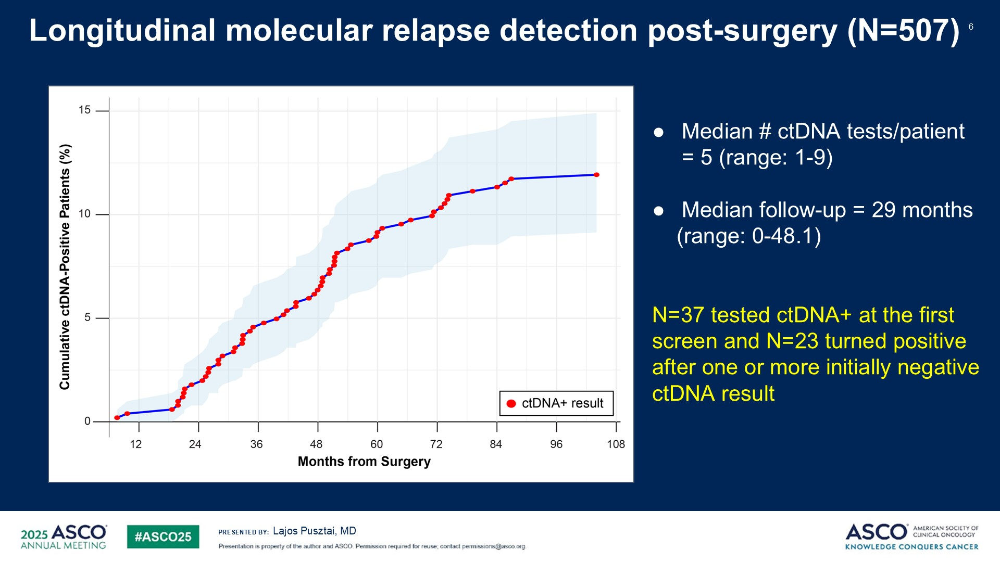 Longitudinal molecular relapse detection post-surgery (N=507)
6
Cumulative ctDNA-Positive Patients (%)
15
10
5
0
12 24 36 48 60 72 84 96 108
Months from Surgery
ctDNA+ result
● Median # ctDNA tests/patient
= 5 (range: 1-9)
● Median follow-up = 29 months
(range: 0-48.1)
N=37 tested ctDNA+ at the first
screen and N=23 turned positive
after one or more initially negative
ctDNA result
2025 ASCO®
ANNUAL MEETING
#ASCO25
PRESENTED BY: Lajos Pusztai, MD
Presentation is property of the author and ASCO. Permission required for reuse; contact permissions@asco.org.
ASCO® AMERICAN SOCIETY OF
CLINICAL ONCOLOGY
KNOWLEDGE CONQUERS CANCER